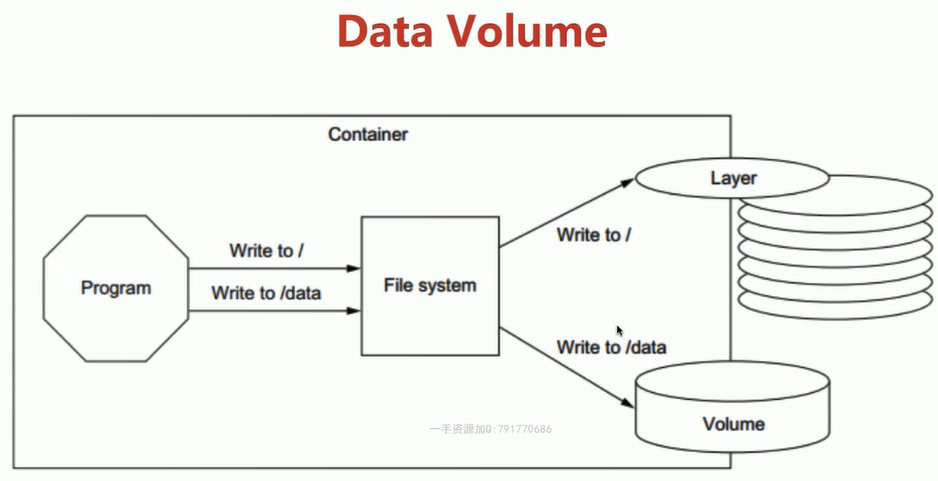 Data Volume
Container
Layer
Write to /
Write to /
Program
File system
Write to /data
Write to /data
Volume
一手资源加Q:791770686